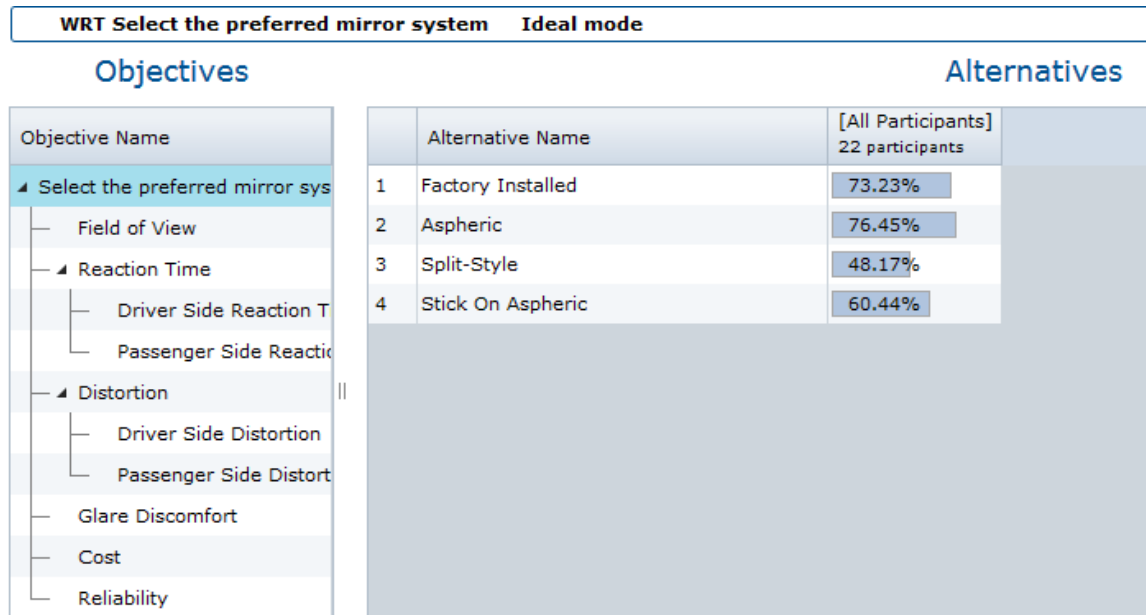 WRT Select the preferred mirror system Ideal mode
Objectives
Alternatives
Objective Name
Select the preferred mirror sys
Field of View
Reaction Time
Driver Side Reaction T
Passenger Side Reactic
Distortion
Driver Side Distortion
Passenger Side Distort
Glare Discomfort
Cost
Reliability
Alternative Name
[All Participants]
22 participants
1 Factory Installed 73.23%
2 Aspheric 76.45%
3 Split-Style 48.17%
4 Stick On Aspheric 60.44%